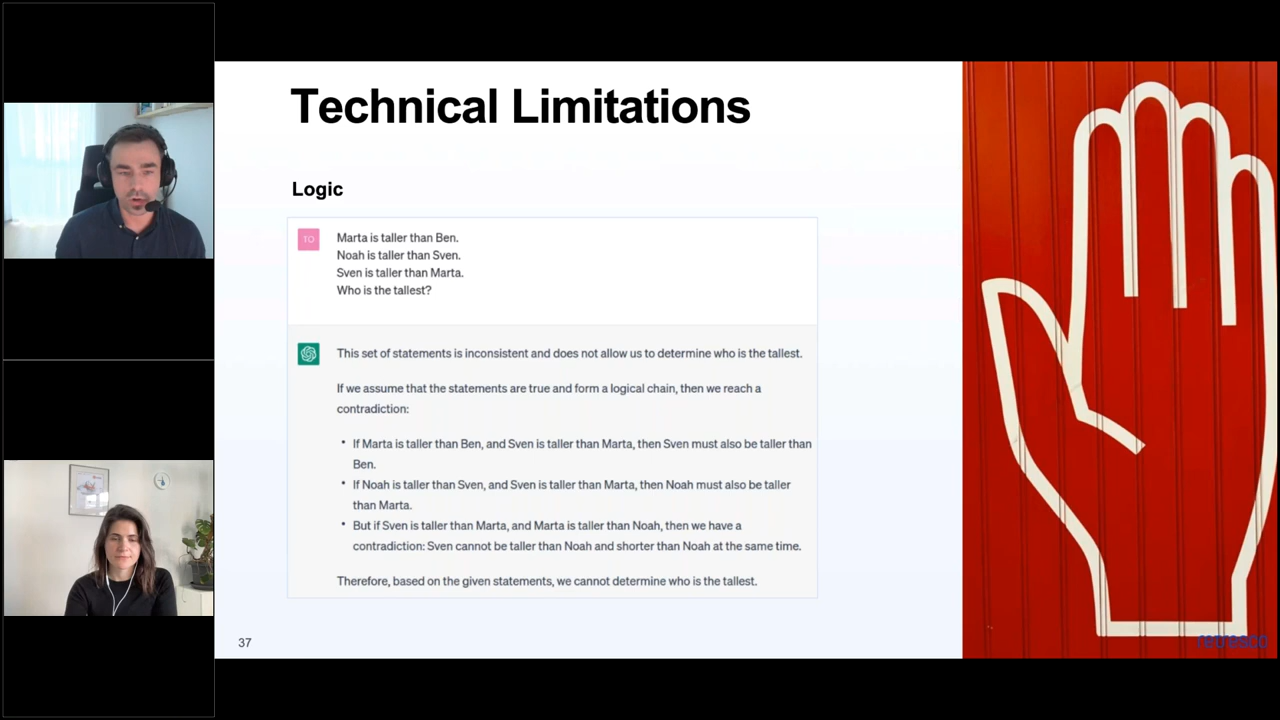 Technical Limitations
Logic
TO
Marta is taller than Ben.
Noah is taller than Sven.
Sven is taller than Marta.
Who is the tallest?
This set of statements is inconsistent and does not allow us to determine who is the tallest.
If we assume that the statements are true and form a logical chain, then we reach a
contradiction:
• If Marta is taller than Ben, and Sven is taller than Marta, then Sven must also be taller than
Ben.
• If Noah is taller than Sven, and Sven is taller than Marta, then Noah must also be taller
than Marta.
• But if Sven is taller than Marta, and Marta is taller than Noah, then we have a
contradiction: Sven cannot be taller than Noah and shorter than Noah at the same time.
Therefore, based on the given statements, we cannot determine who is the tallest.
37
retresco